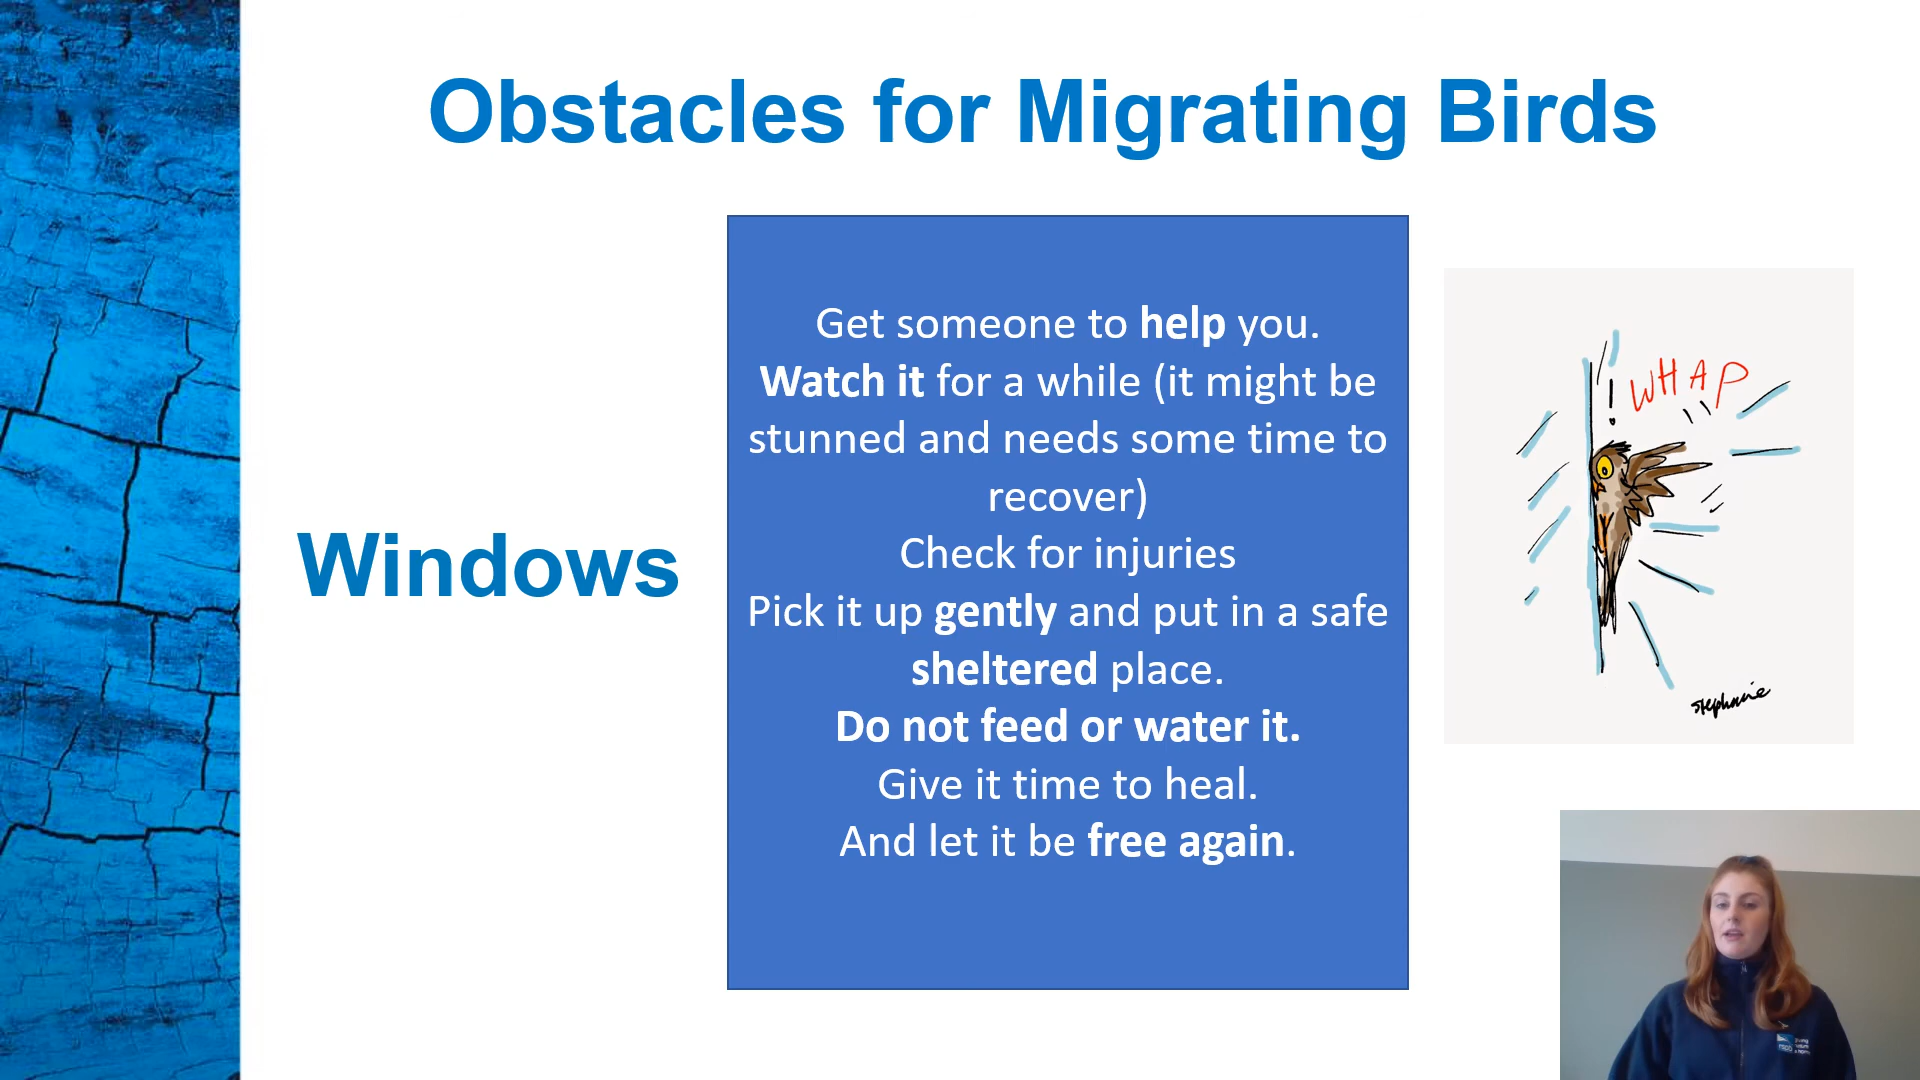 Obstacles for Migrating Birds
Windows
Get someone to help you.
Watch it for a while (it might be
stunned and needs some time to
recover)
Check for injuries
Pick it up gently and put in a safe
sheltered place.
Do not feed or water it.
Give it time to heal.
And let it be free again.
! WHAP
stephanie
rspb